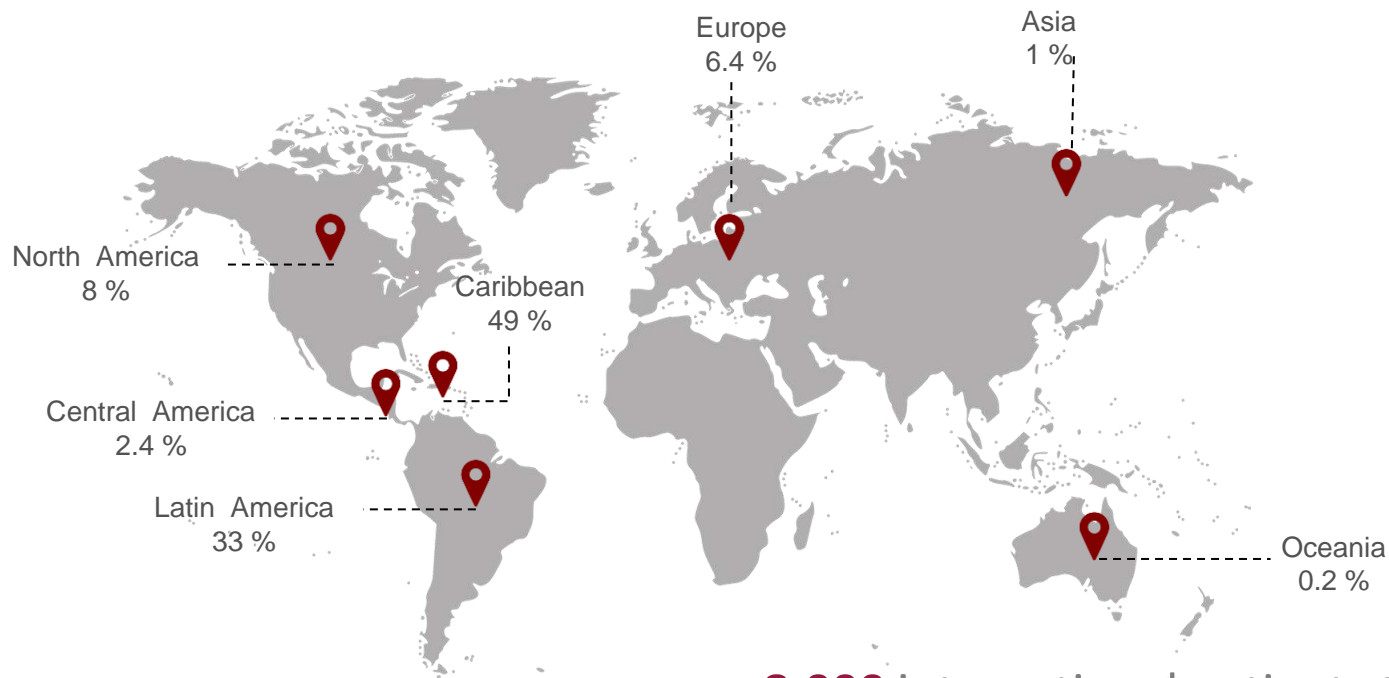 Europe
6.4 %
Asia
1 %
North America
8 %
Caribbean
49 %
Central America
2.4 %
Latin America
33 %
Oceania
0.2 %